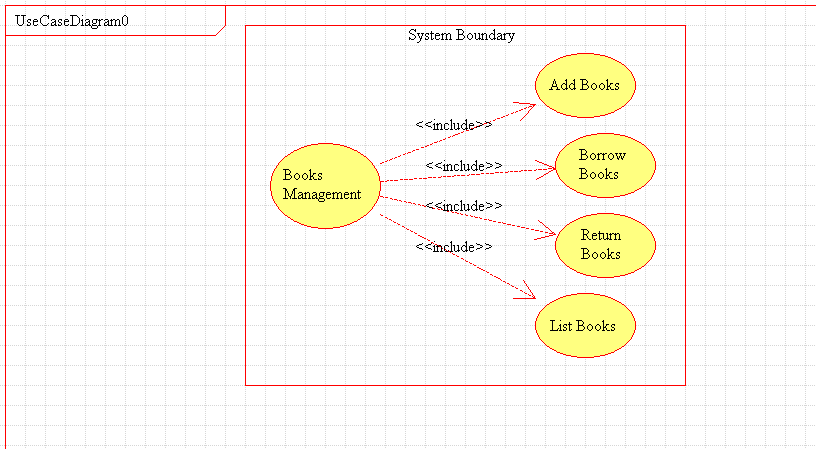 UseCaseDiagram0
System Boundary
Add Books
<<include>>
Borrow
Books
<<include>>
Books
Management
<<include>>
Return
Books
<<include>>
List Books